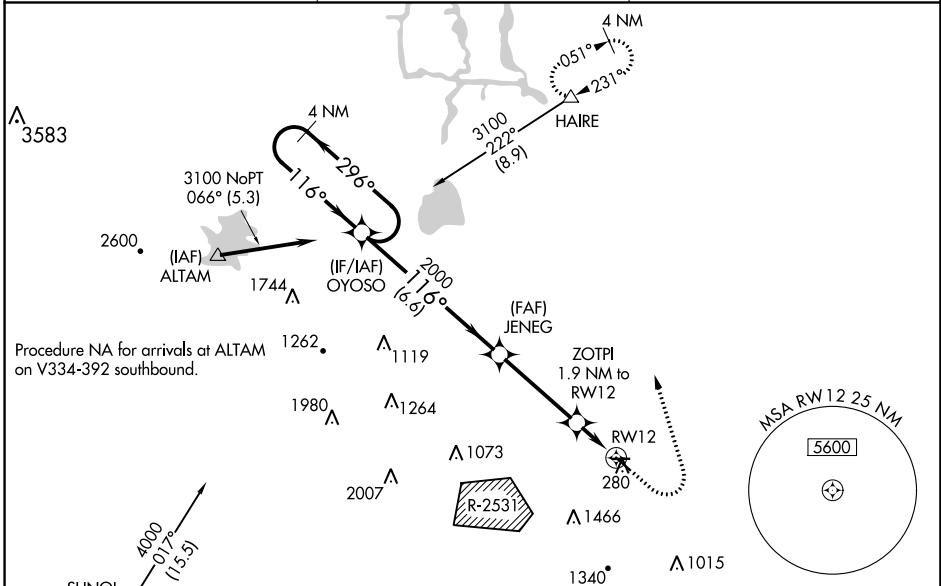 4 NM
051°
231°
HAIRE
3100
222°
(8.9)
3583
4 NM
296°
116°
3100 NoPT
066° (5.3)
2600
(IAF)
ALTAM
(IF/IAF)
OYOSO
2000
116°
(6.6)
1744
(FAF)
JENEG
Procedure NA for arrivals at ALTAM
on V334-392 southbound.
1262
1119
ZOTPI
1.9 NM to
RW12
1980
1264
MSA RW12 25 NM
5600
RW12
280
1073
2007
R-2531
1466
4000
017°
(15.5)
1340
1015